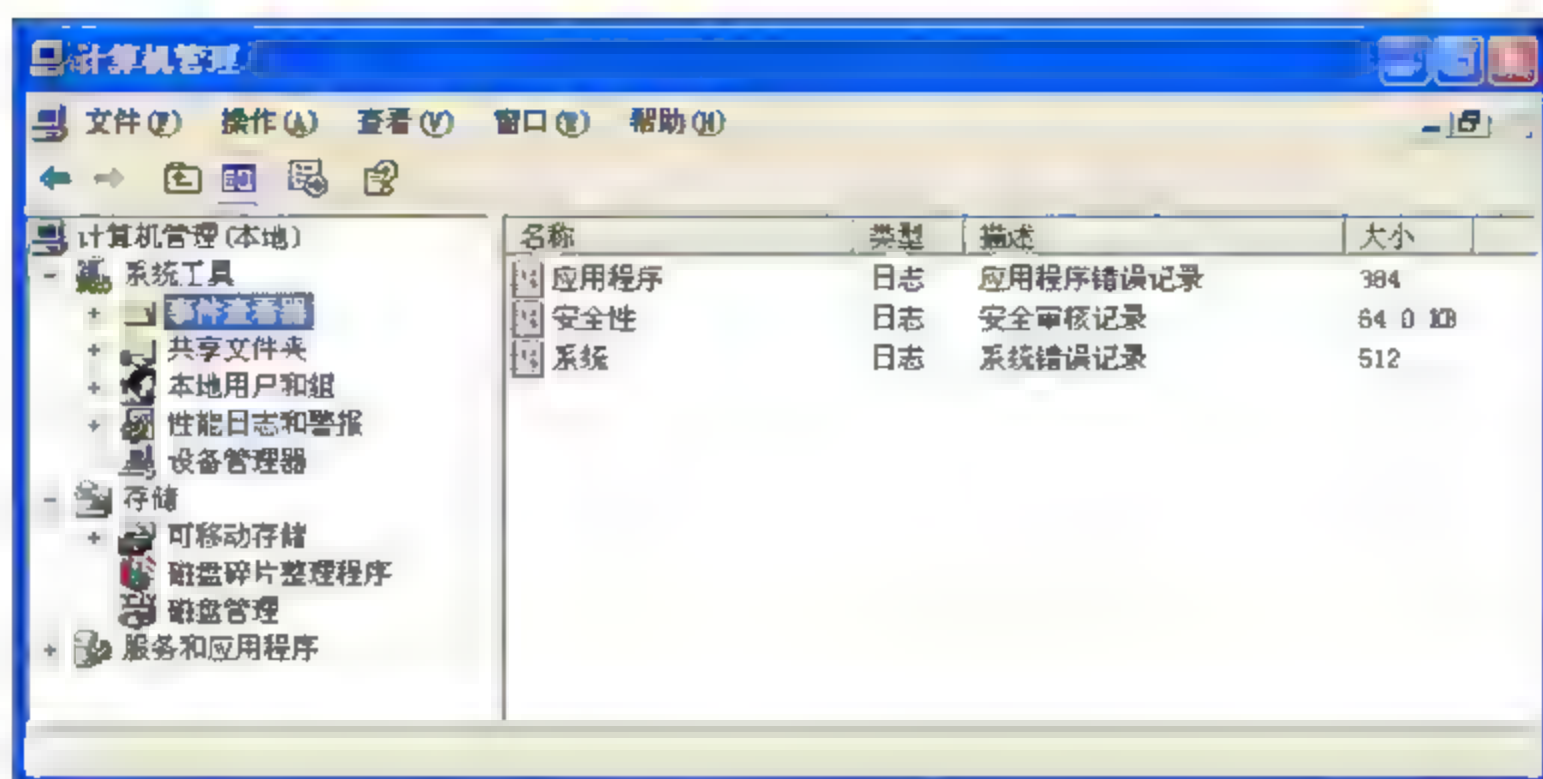 计算机管理
文件(F) 操作(A) 查看(V) 窗口(W) 帮助(H)
计算机管理(本地)
系统工具
事件查看器
共享文件夹
本地用户和组
性能日志和警报
设备管理器
存储
可移动存储
磁盘碎片整理程序
磁盘管理
服务和应用程序
名称 类型 描述 大小
应用程序 日志 应用程序错误记录 384
安全性 日志 安全审核记录 64.0 KB
系统 日志 系统错误记录 512